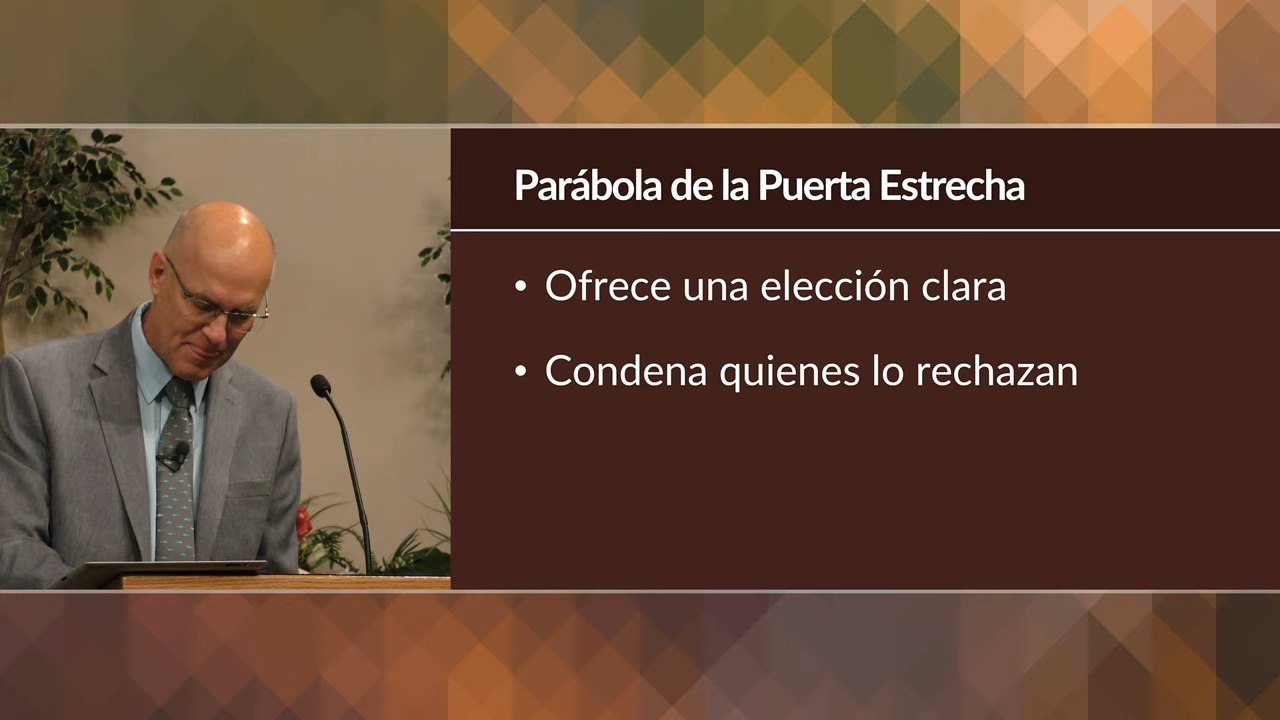 Parábola de la Puerta Estrecha
• Ofrece una elección clara
• Condena quienes lo rechazan